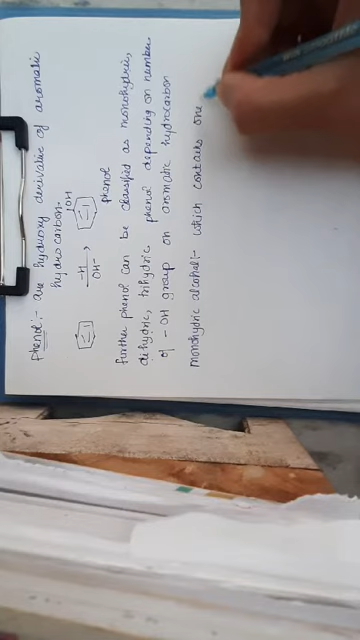 Phenol:- are hydroxy derivative of aromatic
hydrocarbon.
-H
OH-
OH
phenol
further phenol can be classified as monohydric,
dihydric, trihydric phenol depending on number
of -OH group on aromatic hydrocarbon
monohydric alcohol:- which contains one